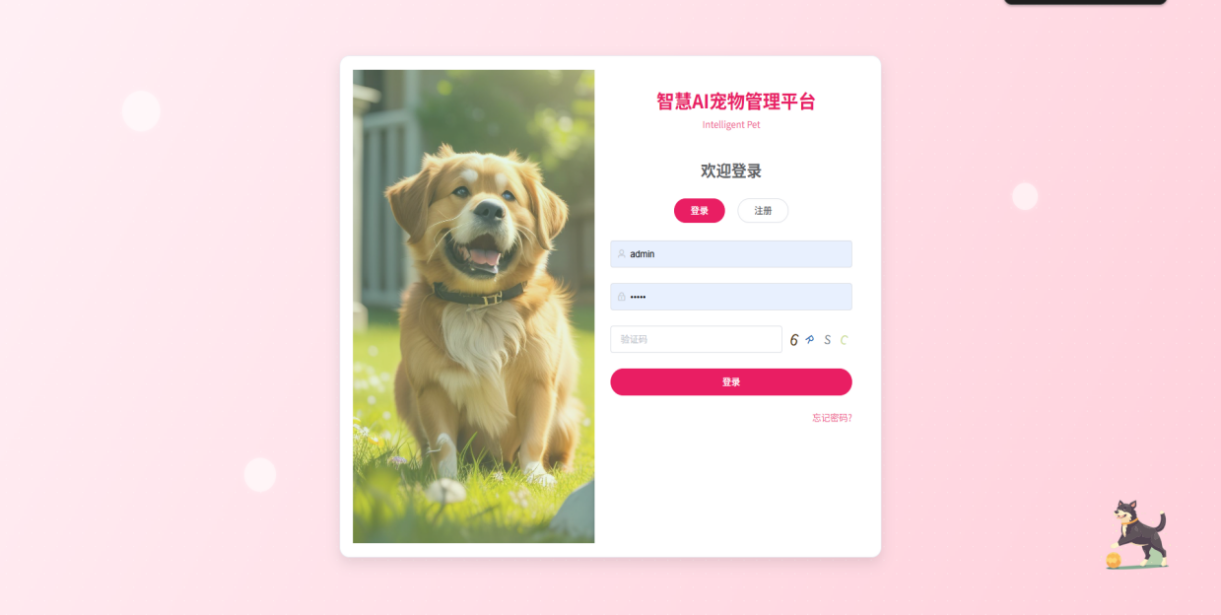 智慧AI宠物管理平台
Intelligent Pet
欢迎登录
登录 注册
admin
•••••
验证码 6 P S C
登录
忘记密码?